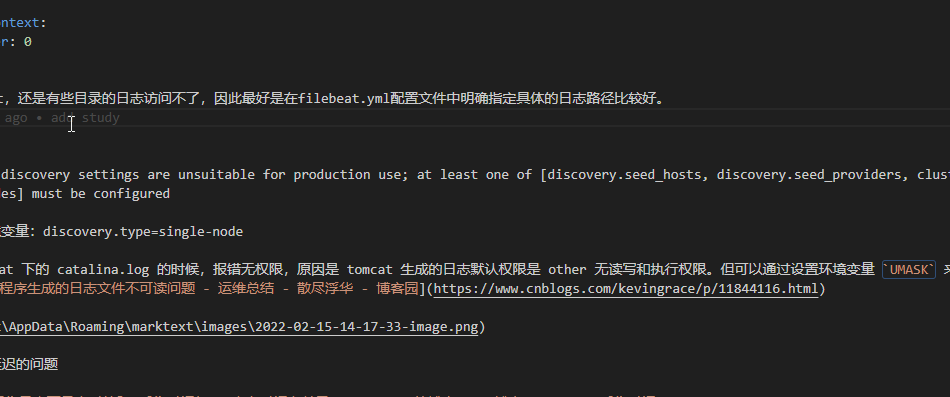 ntext:
r: 0
，还是有些目录的日志访问不了，因此最好是在filebeat.yml配置文件中明确指定具体的日志路径比较好。
ago • add study
discovery settings are unsuitable for production use; at least one of [discovery.seed_hosts, discovery.seed_providers, clust
des] must be configured
变量：discovery.type=single-node
at 下的 catalina.log 的时候，报错无权限，原因是 tomcat 生成的日志默认权限是 other 无读写和执行权限。但可以通过设置环境变量 `UMASK`
程序生成的日志文件不可读问题 - 运维总结 - 散尽浮华 - 博客园](https://www.cnblogs.com/kevingrace/p/11844116.html)
\AppData\Roaming\marktext\images\2022-02-15-14-17-33-image.png)
迟的问题